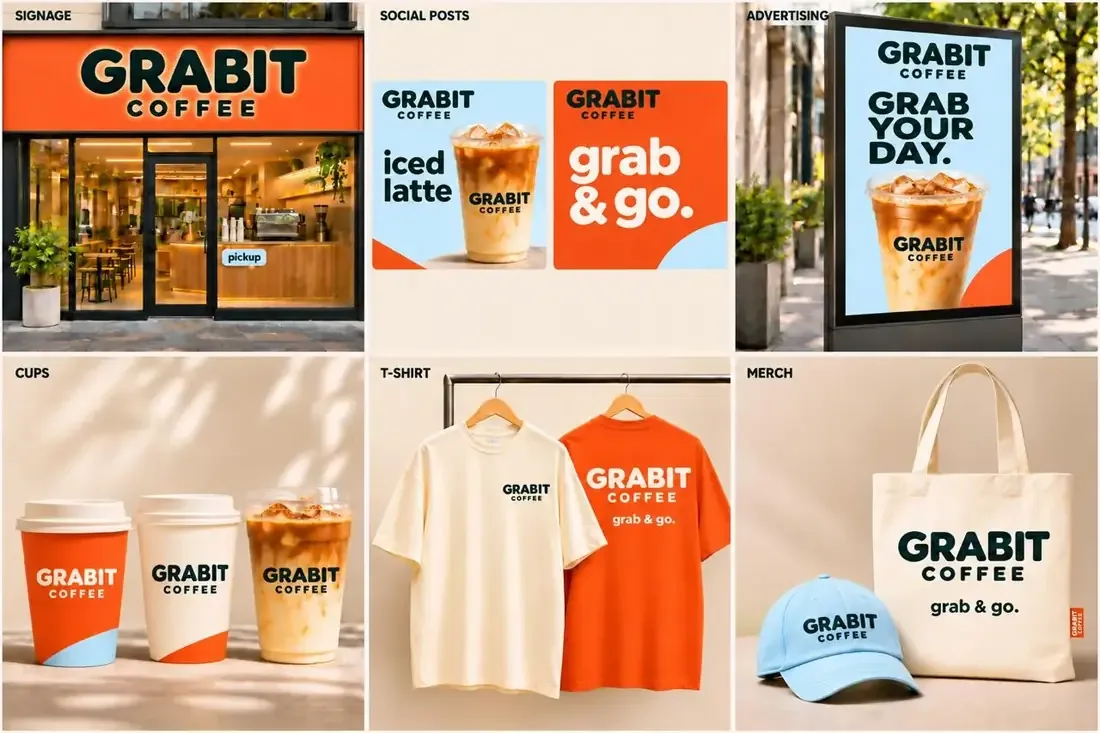 SIGNAGE
GRABIT
COFFEE
pickup
SOCIAL POSTS
GRABIT
COFFEE
iced
latte
GRABIT
COFFEE
GRABIT
COFFEE
grab
& go.
ADVERTISING
GRABIT
COFFEE
GRAB
YOUR
DAY.
GRABIT
COFFEE
CUPS
GRABIT
COFFEE
GRABIT
COFFEE
GRABIT
COFFEE
T-SHIRT
GRABIT
COFFEE
GRABIT
COFFEE
grab & go.
MERCH
GRABIT
COFFEE
GRABIT
COFFEE
grab & go.
GRABIT
COFFEE